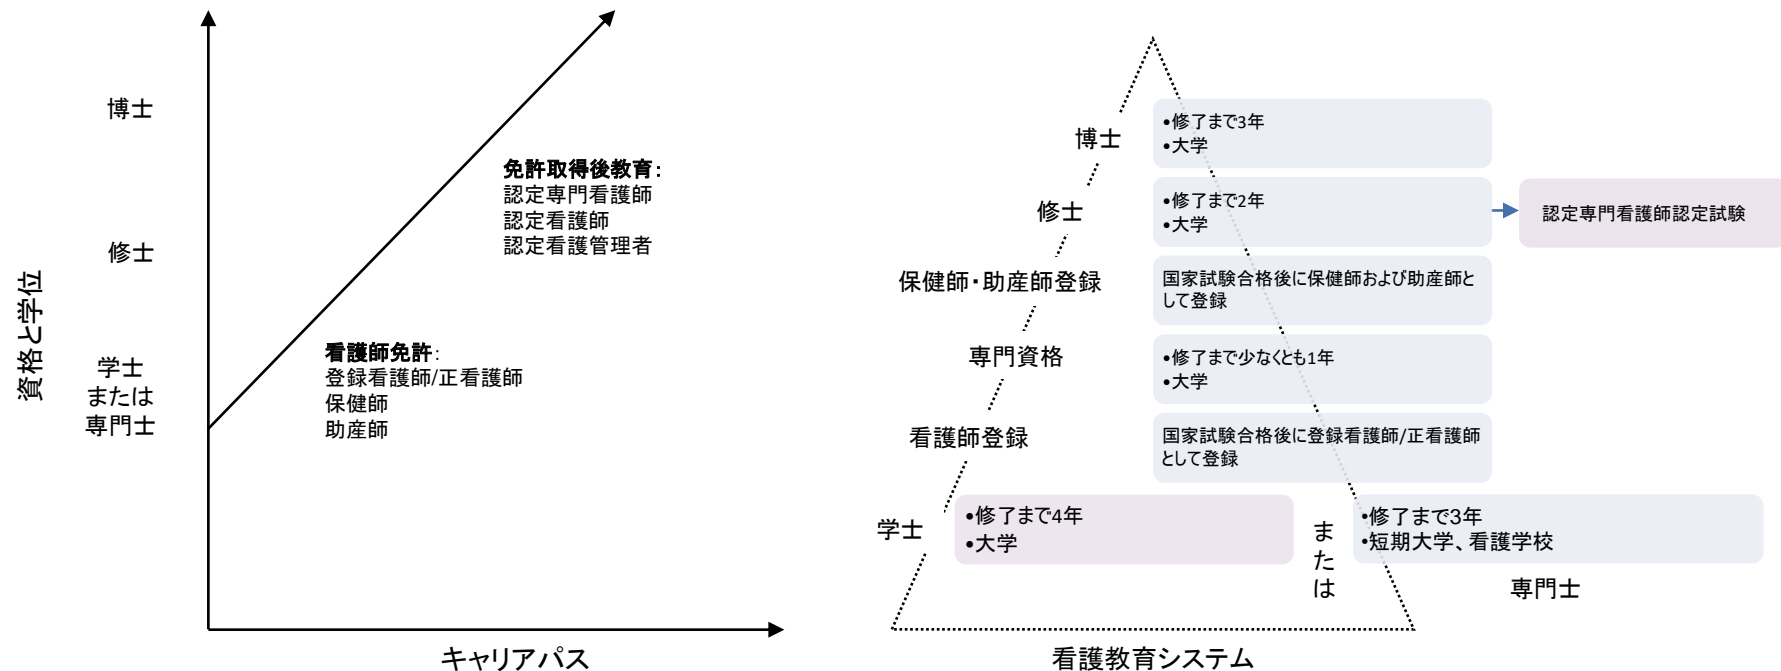 博士
修士
学士
または
専門士
資格と学位
免許取得後教育:
認定専門看護師
認定看護師
認定看護管理者
看護師免許:
登録看護師/正看護師
保健師
助産師
キャリアパス
博士
•修了まで3年
•大学
修士
•修了まで2年
•大学
認定専門看護師認定試験
保健師・助産師登録
国家試験合格後に保健師および助産師と
して登録
専門資格
•修了まで少なくとも1年
•大学
看護師登録
国家試験合格後に登録看護師/正看護師
として登録
学士
•修了まで4年
•大学
または
•修了まで3年
•短期大学、看護学校
専門士
看護教育システム